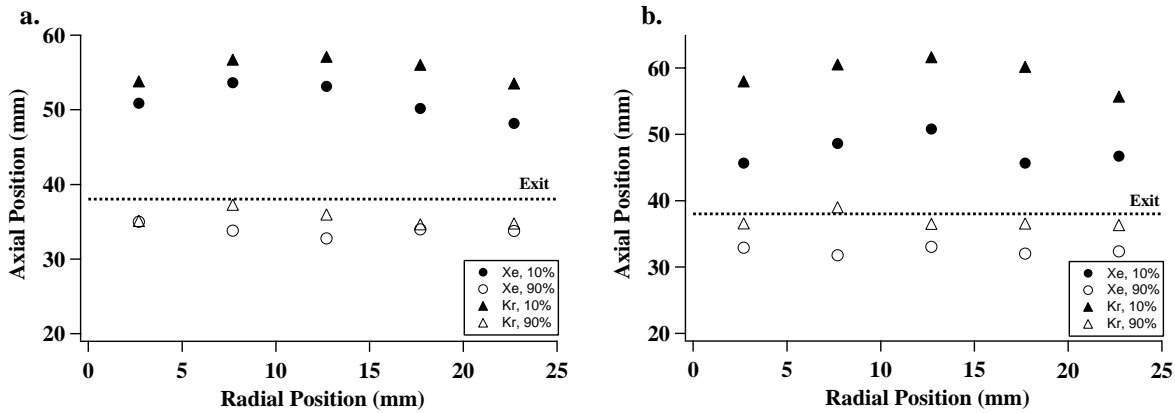 a.
60
50
40
30
20
Axial Position (mm)
Exit
Xe, 10%
Xe, 90%
Kr, 10%
Kr, 90%
0 5 10 15 20 25
Radial Position (mm)
b.
60
50
40
30
20
Axial Position (mm)
Exit
Xe, 10%
Xe, 90%
Kr, 10%
Kr, 90%
0 5 10 15 20 25
Radial Position (mm)